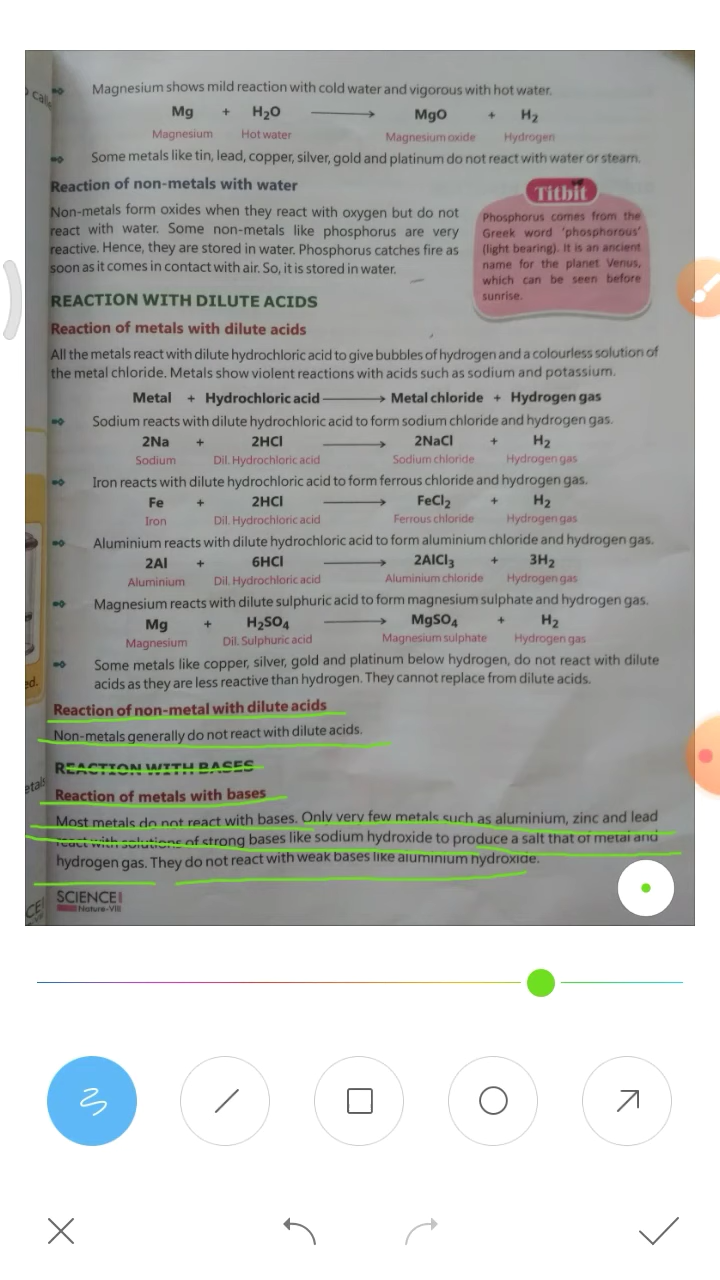 Magnesium shows mild reaction with cold water and vigorous with hot water.
Mg + H₂O ⟶ MgO + H₂
Magnesium Hot water Magnesium oxide Hydrogen
Some metals like tin, lead, copper, silver, gold and platinum do not react with water or steam.
Reaction of non-metals with water
Non-metals form oxides when they react with oxygen but do not
react with water. Some non-metals like phosphorus are very
reactive. Hence, they are stored in water. Phosphorus catches fire as
soon as it comes in contact with air. So, it is stored in water.
Titbit
Phosphorus comes from the
Greek word ‘phosphorous’
(light bearing). It is an ancient
name for the planet Venus,
which can be seen before
sunrise.
REACTION WITH DILUTE ACIDS
Reaction of metals with dilute acids
All the metals react with dilute hydrochloric acid to give bubbles of hydrogen and a colourless solution of
the metal chloride. Metals show violent reactions with acids such as sodium and potassium.
Metal + Hydrochloric acid ⟶ Metal chloride + Hydrogen gas
Sodium reacts with dilute hydrochloric acid to form sodium chloride and hydrogen gas.
2Na + 2HCl ⟶ 2NaCl + H₂
Sodium Dil. Hydrochloric acid Sodium chloride Hydrogen gas
Iron reacts with dilute hydrochloric acid to form ferrous chloride and hydrogen gas.
Fe + 2HCl ⟶ FeCl₂ + H₂
Iron Dil. Hydrochloric acid Ferrous chloride Hydrogen gas
Aluminium reacts with dilute hydrochloric acid to form aluminium chloride and hydrogen gas.
2Al + 6HCl ⟶ 2AlCl₃ + 3H₂
Aluminium Dil. Hydrochloric acid Aluminium chloride Hydrogen gas
Magnesium reacts with dilute sulphuric acid to form magnesium sulphate and hydrogen gas.
Mg + H₂SO₄ ⟶ MgSO₄ + H₂
Magnesium Dil. Sulphuric acid Magnesium sulphate Hydrogen gas
Some metals like copper, silver, gold and platinum below hydrogen, do not react with dilute
acids as they are less reactive than hydrogen. They cannot replace from dilute acids.
Reaction of non-metal with dilute acids
Non-metals generally do not react with dilute acids.
REACTION WITH BASES
Reaction of metals with bases
Most metals do not react with bases. Only very few metals such as aluminium, zinc and lead
react with solutions of strong bases like sodium hydroxide to produce a salt that of metal and
hydrogen gas. They do not react with weak bases like aluminium hydroxide.
SCIENCE
Nature-VIII